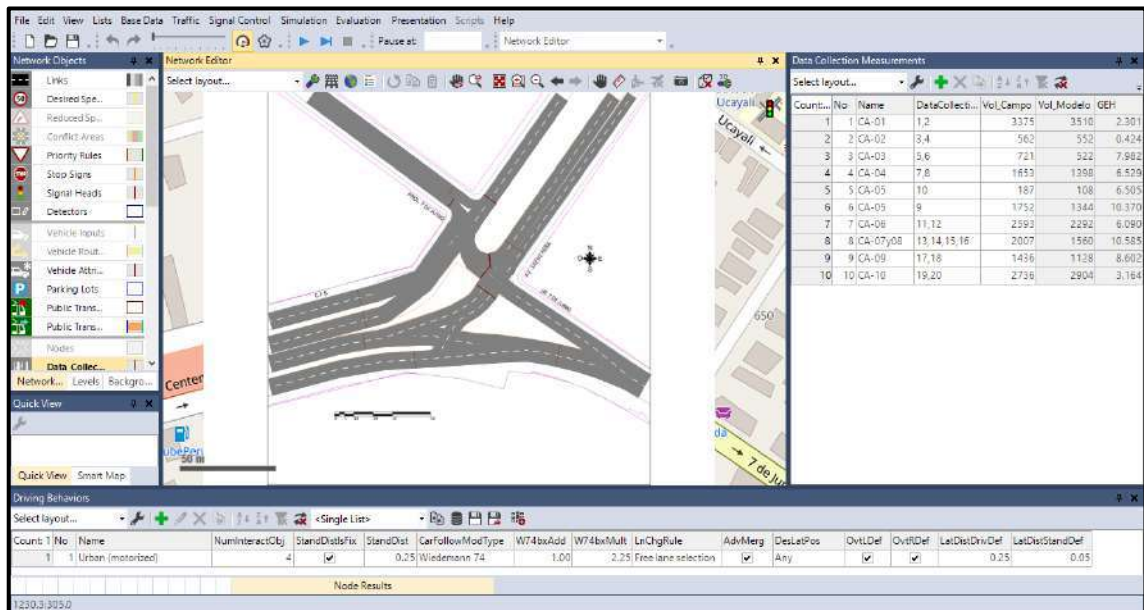 File Edit View Lists Base Data Traffic Signal Control Simulation Evaluation Presentation Scripts Help
Pause at: Network Editor
Network Objects
Links
Desired Spe...
Reduced Sp...
Conflict Areas
Priority Rules
Stop Signs
Signal Heads
Detectors
Vehicle Inputs
Vehicle Rout...
Vehicle Attri...
Parking Lots
Public Trans...
Public Trans...
Nodes
Data Collec...
Network... Levels Backgro...
Quick View
Quick View Smart Map
Network Editor
Select layout...
Ucayali
Ucayali
650
Center
50 m
da
7 de Ju
Data Collection Measurements
Select layout...
Count:... No Name DataCollecti... Vol_Campo Vol_Modelo GEH
1 1 CA-01 1,2 3375 3510 2.301
2 2 CA-02 3,4 562 552 0.424
3 3 CA-03 5,6 721 522 7.982
4 4 CA-04 7,8 1653 1398 6.529
5 5 CA-05 10 187 108 6.505
6 6 CA-05 9 1752 1344 10.370
7 7 CA-06 11,12 2593 2292 6.090
8 8 CA-07y08 13,14,15,16 2007 1560 10.585
9 9 CA-09 17,18 1436 1128 8.602
10 10 CA-10 19,20 2736 2904 3.164
Driving Behaviors
Select layout... <Single List>
Count: 1 No Name NumInteractObj StandDistIsFix StandDist CarFollowModType W74bxAdd W74bxMult LnChgRule AdvMerg DesLatPos OvtLDef OvtRDef LatDistDrivDef LatDistStandDef
1 1 Urban (motorized) 4 0.25 Wiedemann 74 1.00 2.25 Free lane selection Any 0.25 0.05
Node Results
1230.3:305.0